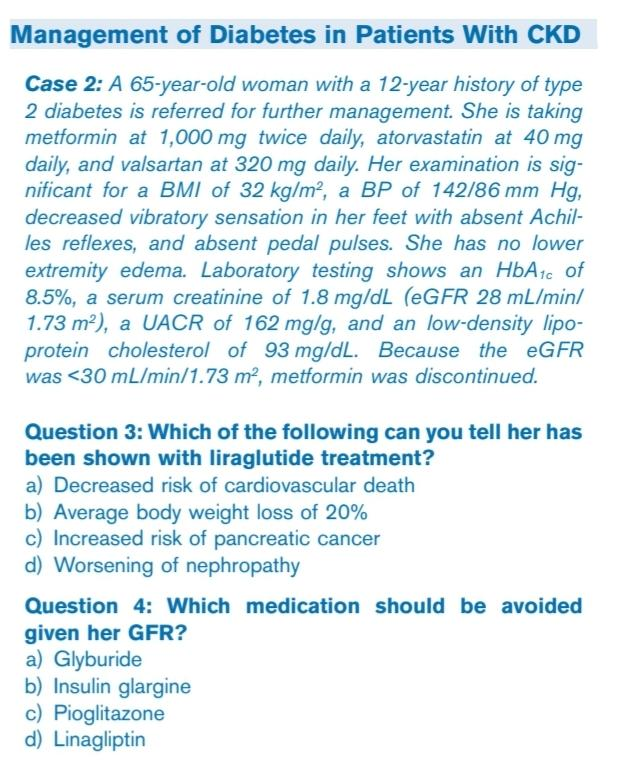 Management of Diabetes in Patients With CKD
Case 2: A 65-year-old woman with a 12-year history of type
2 diabetes is referred for further management. She is taking
metformin at 1,000 mg twice daily, atorvastatin at 40 mg
daily, and valsartan at 320 mg daily. Her examination is sig-
nificant for a BMI of 32 kg/m², a BP of 142/86 mm Hg,
decreased vibratory sensation in her feet with absent Achil-
les reflexes, and absent pedal pulses. She has no lower
extremity edema. Laboratory testing shows an HbA₁c of
8.5%, a serum creatinine of 1.8 mg/dL (eGFR 28 mL/min/
1.73 m²), a UACR of 162 mg/g, and an low-density lipo-
protein cholesterol of 93 mg/dL. Because the eGFR
was <30 mL/min/1.73 m², metformin was discontinued.
Question 3: Which of the following can you tell her has
been shown with liraglutide treatment?
a) Decreased risk of cardiovascular death
b) Average body weight loss of 20%
c) Increased risk of pancreatic cancer
d) Worsening of nephropathy
Question 4: Which medication should be avoided
given her GFR?
a) Glyburide
b) Insulin glargine
c) Pioglitazone
d) Linagliptin